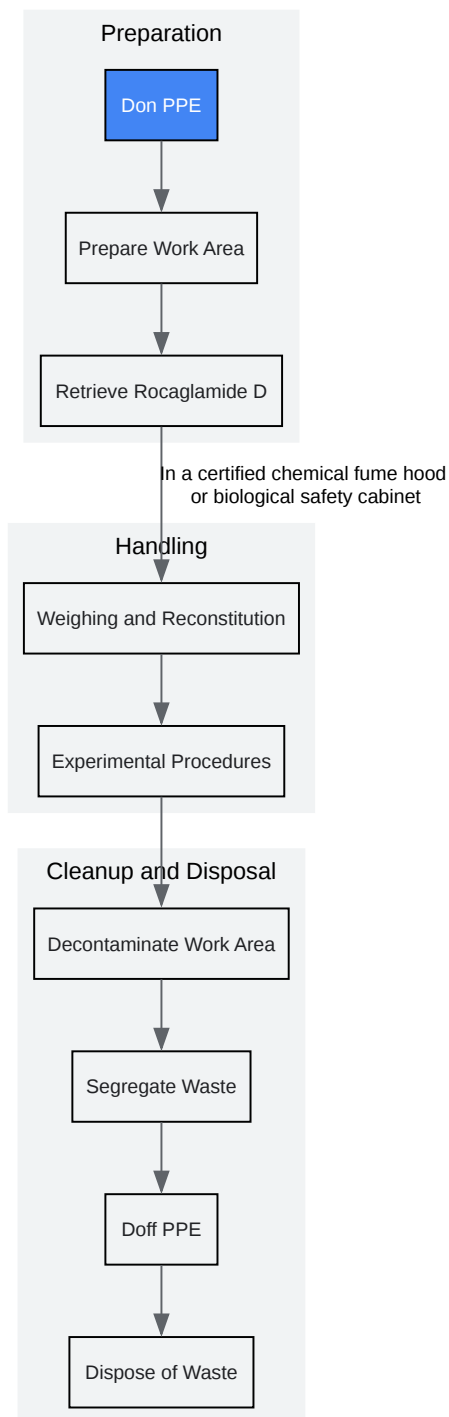 Preparation
Don PPE
Prepare Work Area
Retrieve Rocaglamide D
In a certified chemical fume hood
or biological safety cabinet
Handling
Weighing and Reconstitution
Experimental Procedures
Cleanup and Disposal
Decontaminate Work Area
Segregate Waste
Doff PPE
Dispose of Waste